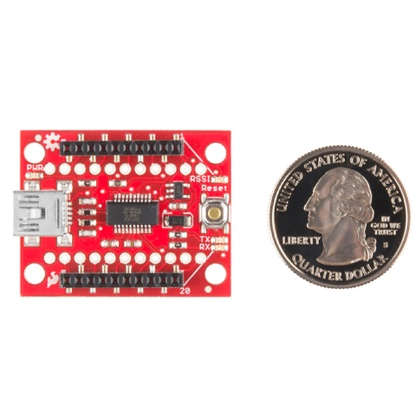 PWR
RSSI
Reset
TX
RX
20
UNITED STATES OF AMERICA
LIBERTY
IN
GOD WE
TRUST
S
QUARTER DOLLAR